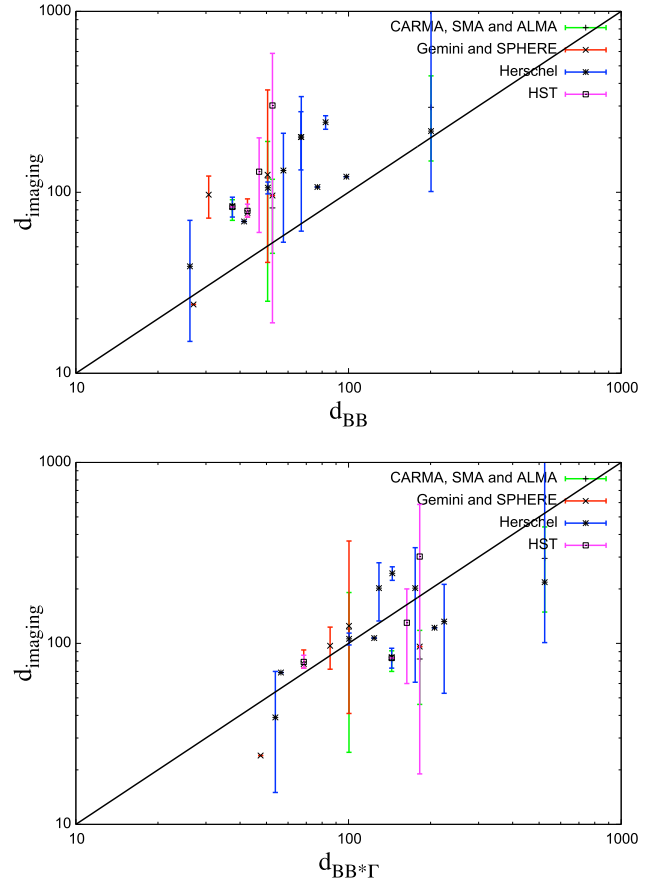 1000
CARMA, SMA and ALMA
Gemini and SPHERE
Herschel
HST
100
d_imaging
10
10 100 1000
d_BB
1000
CARMA, SMA and ALMA
Gemini and SPHERE
Herschel
HST
100
d_imaging
10
10 100 1000
d_BB*Γ